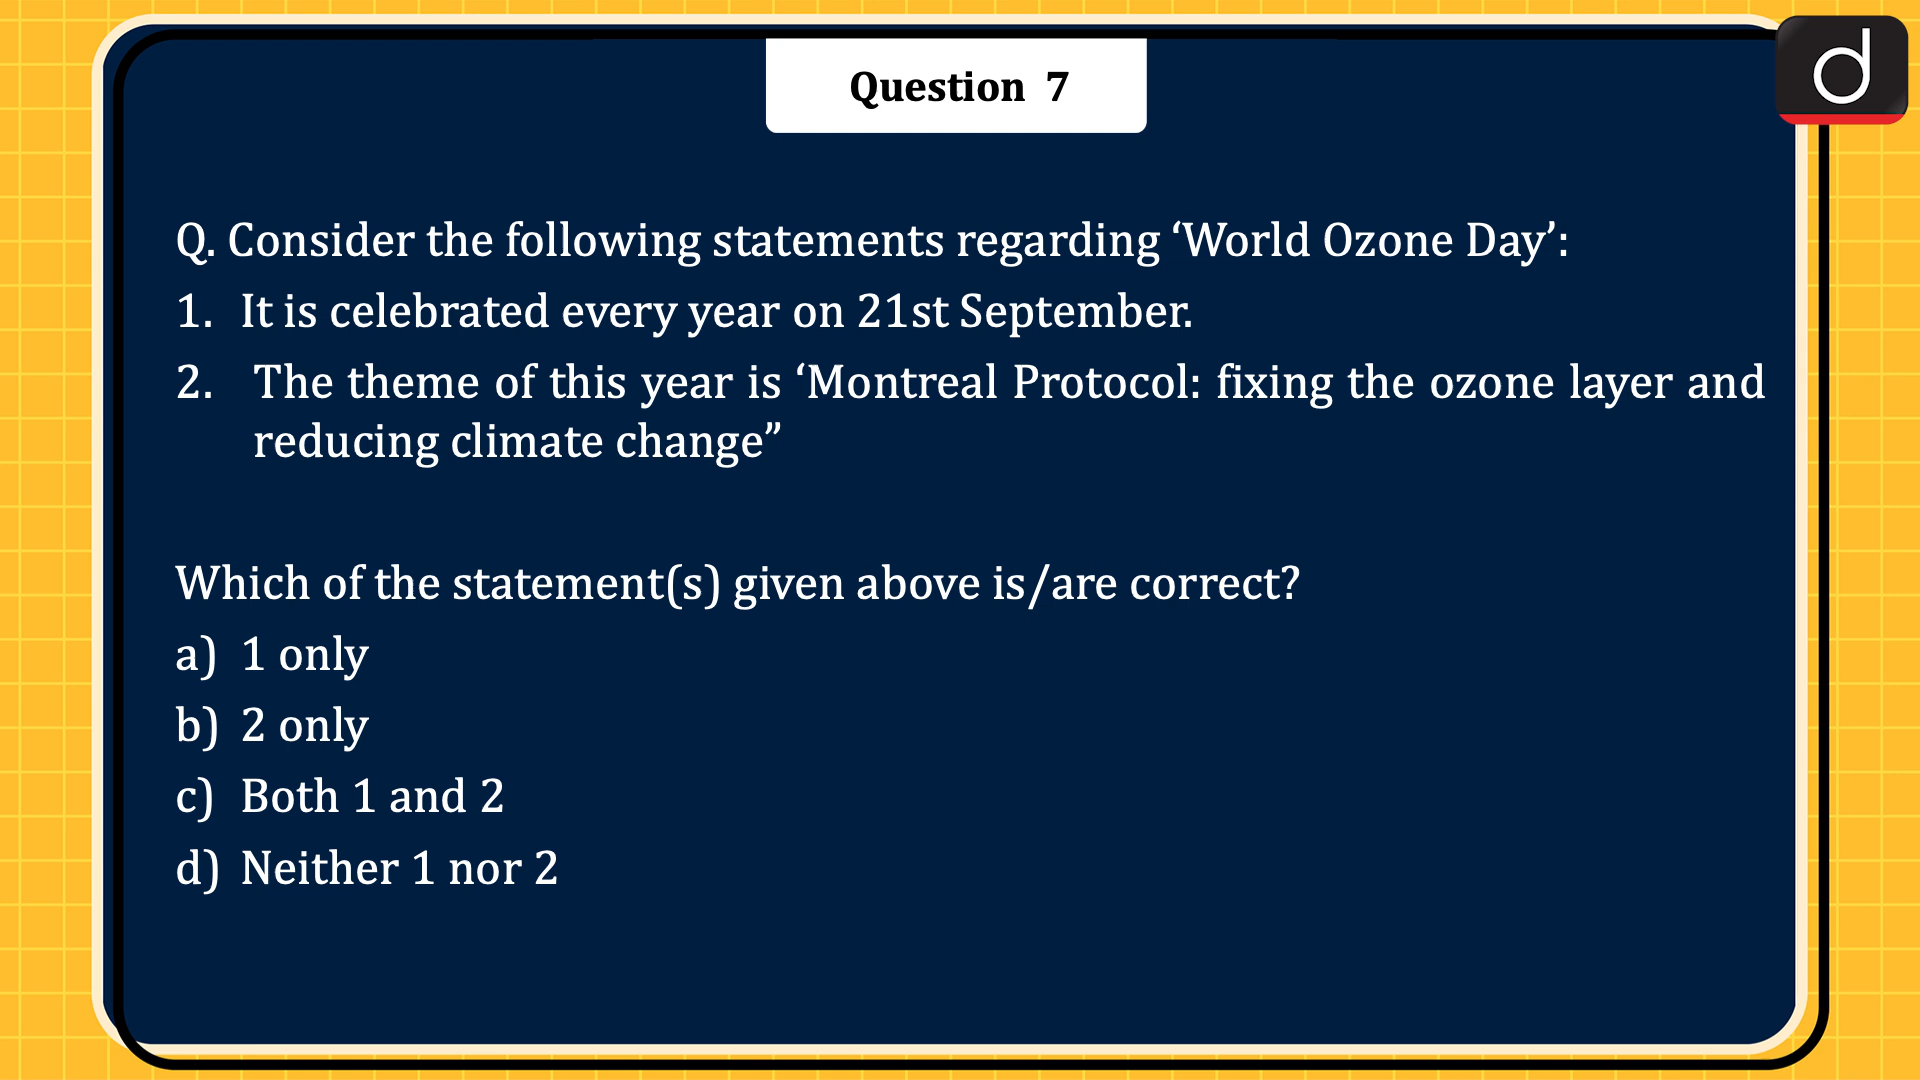 Question 7
Q. Consider the following statements regarding ‘World Ozone Day’:
1. It is celebrated every year on 21st September.
2. The theme of this year is ‘Montreal Protocol: fixing the ozone layer and
reducing climate change”
Which of the statement(s) given above is/are correct?
a) 1 only
b) 2 only
c) Both 1 and 2
d) Neither 1 nor 2